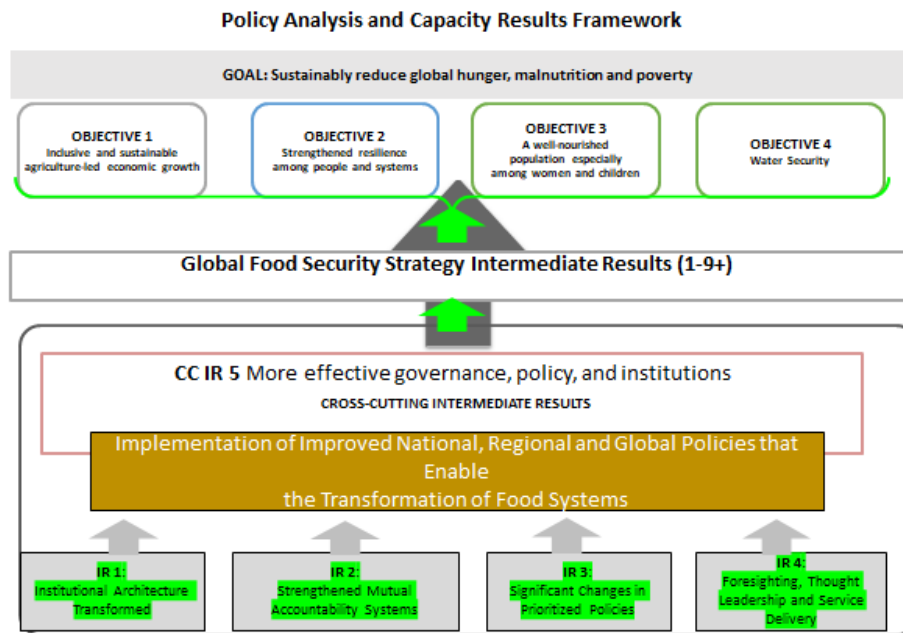 Policy Analysis and Capacity Results Framework
GOAL: Sustainably reduce global hunger, malnutrition and poverty
OBJECTIVE 1
Inclusive and sustainable
agriculture-led economic growth
OBJECTIVE 2
Strengthened resilience
among people and systems
OBJECTIVE 3
A well-nourished
population especially
among women and children
OBJECTIVE 4
Water Security
Global Food Security Strategy Intermediate Results (1-9+)
CC IR 5 More effective governance, policy, and institutions
CROSS-CUTTING INTERMEDIATE RESULTS
Implementation of Improved National, Regional and Global Policies that
Enable
the Transformation of Food Systems
IR 1:
Institutional Architecture
Transformed
IR 2:
Strengthened Mutual
Accountability Systems
IR 3:
Significant Changes in
Prioritized Policies
IR 4:
Foresighting, Thought
Leadership and Service
Delivery